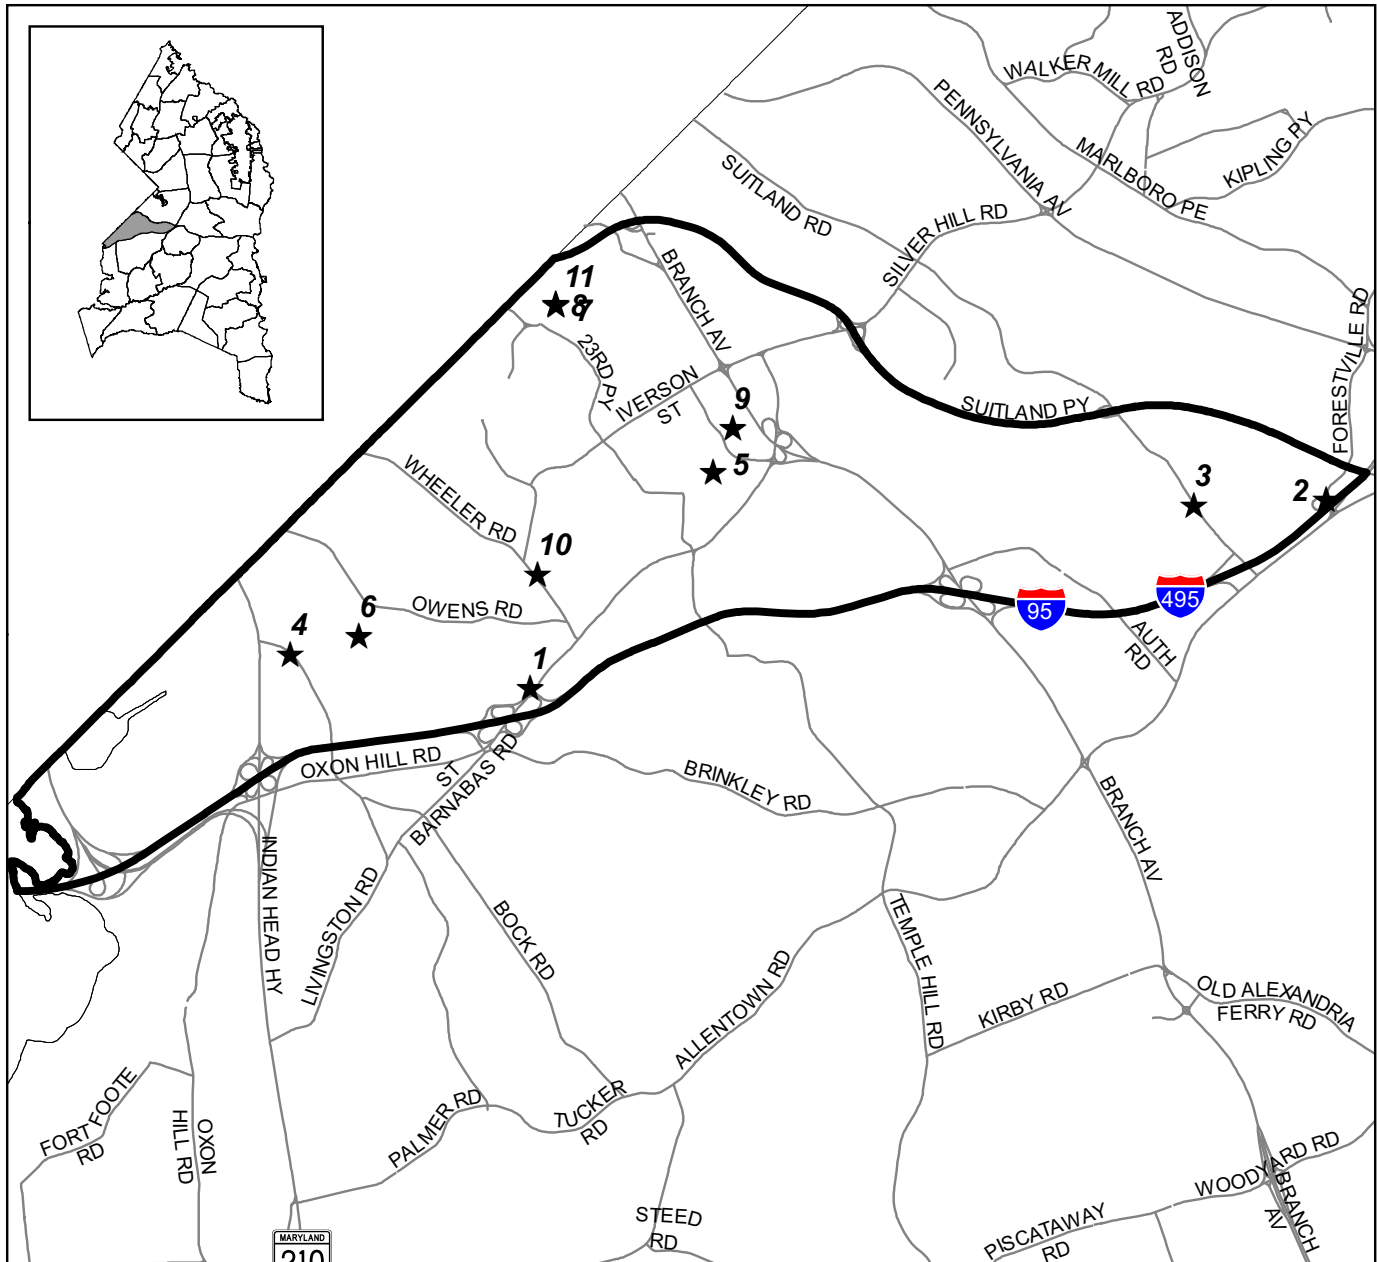 ADDISON
RD
WALKER MILL RD
PENNSYLVANIA AV
MARLBORO PE
KIPLING PY
SUITLAND RD
SILVER HILL RD
BRANCH AV
11
8
7
23RD PY
IVERSON
ST
9
5
SUITLAND PY
FORESTVILLE RD
3
2
WHEELER RD
10
OWENS RD
6
4
1
95
495
AUTH
RD
OXON HILL RD
ST
BARNABAS RD
BRINKLEY RD
BRANCH AV
INDIAN HEAD HY
LIVINGSTON RD
BOCK RD
TEMPLE HILL RD
ALLENTOWN RD
KIRBY RD
OLD ALEXANDRIA
FERRY RD
FORT FOOTE
RD
OXON
HILL RD
PALMER RD
TUCKER
RD
WOODYARD RD
BRANCH
AV
STEED
RD
PISCATAWAY
RD
MARYLAND
210